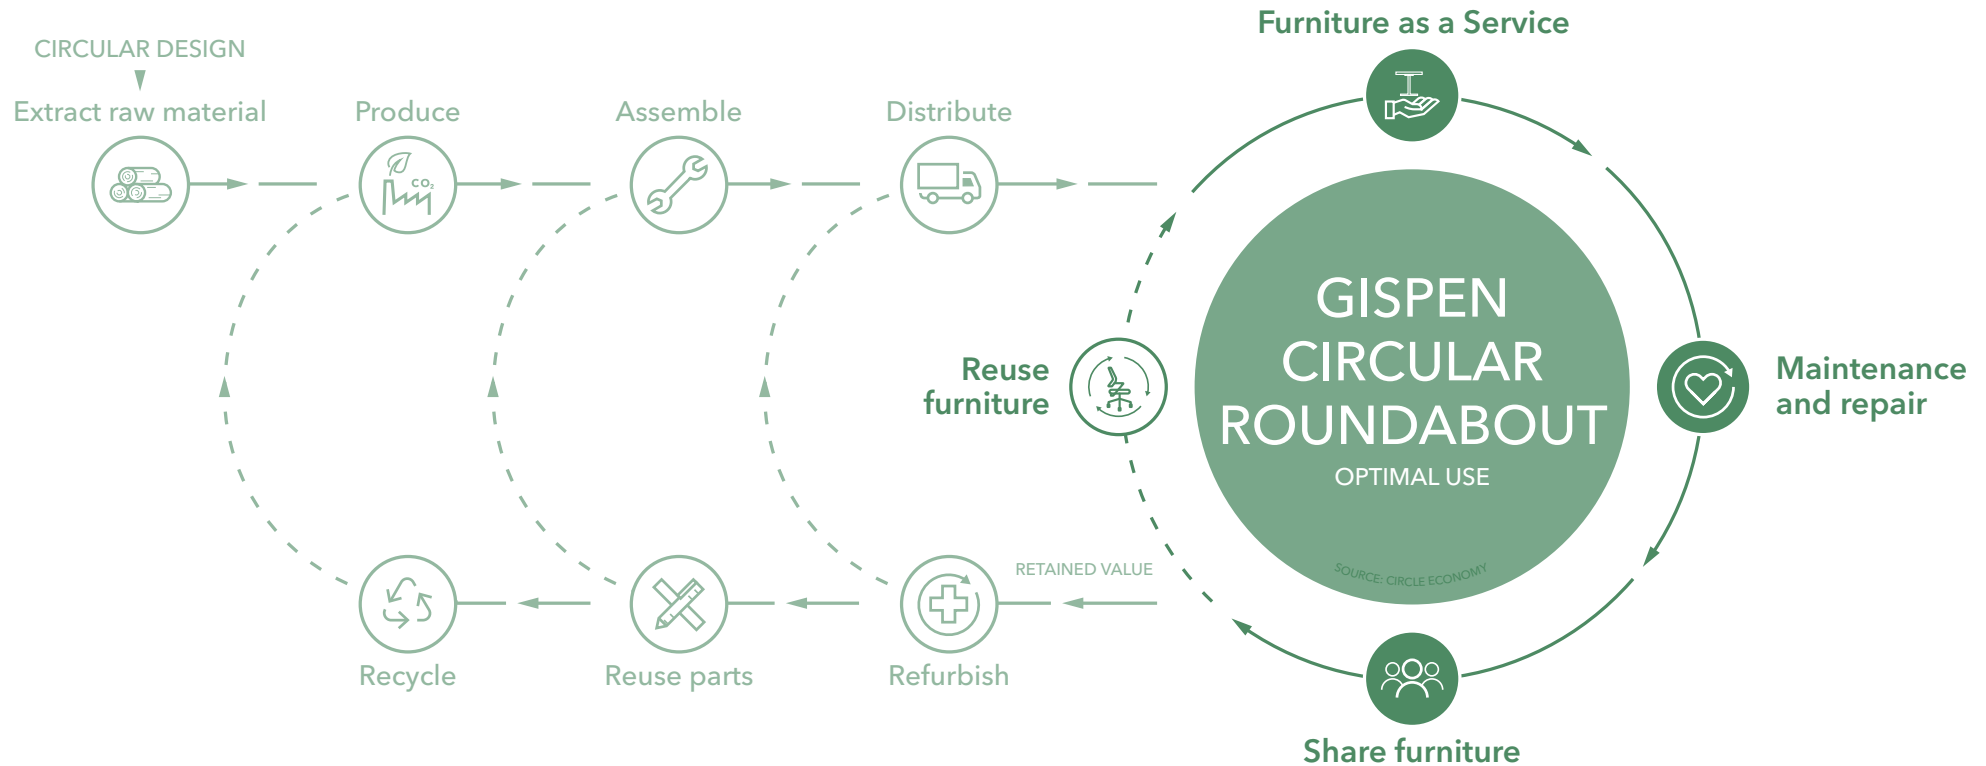 Furniture as a Service
CIRCULAR DESIGN
Extract raw material
Produce
Assemble
Distribute
CO₂
GISPEN
CIRCULAR
ROUNDABOUT
OPTIMAL USE
SOURCE: CIRCLE ECONOMY
Reuse
furniture
Maintenance
and repair
RETAINED VALUE
Recycle
Reuse parts
Refurbish
Share furniture